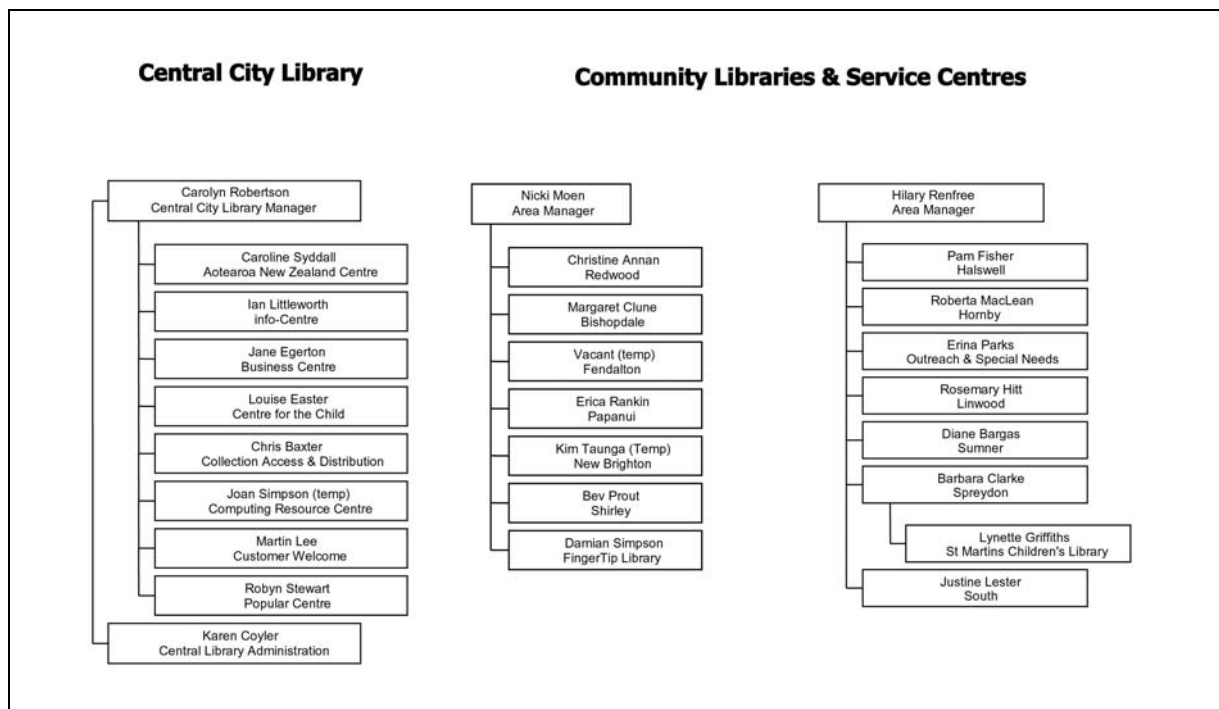 Central City Library
Community Libraries & Service Centres
Carolyn Robertson
Central City Library Manager
Caroline Syddall
Aotearoa New Zealand Centre
Ian Littleworth
info-Centre
Jane Egerton
Business Centre
Louise Easter
Centre for the Child
Chris Baxter
Collection Access & Distribution
Joan Simpson (temp)
Computing Resource Centre
Martin Lee
Customer Welcome
Robyn Stewart
Popular Centre
Karen Coyler
Central Library Administration
Nicki Moen
Area Manager
Christine Annan
Redwood
Margaret Clune
Bishopdale
Vacant (temp)
Fendalton
Erica Rankin
Papanui
Kim Taunga (Temp)
New Brighton
Bev Prout
Shirley
Damian Simpson
FingerTip Library
Hilary Renfree
Area Manager
Pam Fisher
Halswell
Roberta MacLean
Hornby
Erina Parks
Outreach & Special Needs
Rosemary Hitt
Linwood
Diane Bargas
Sumner
Barbara Clarke
Spreydon
Lynette Griffiths
St Martins Children's Library
Justine Lester
South